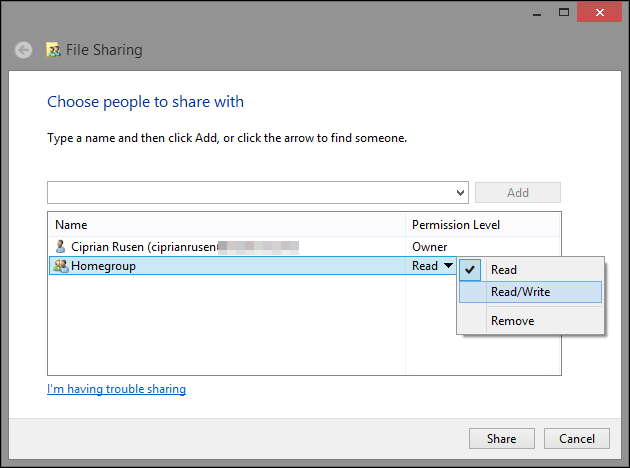 File Sharing
Choose people to share with
Type a name and then click Add, or click the arrow to find someone.
Add
Name Permission Level
Ciprian Rusen (ciprianrusen Owner
Homegroup Read
Read
Read/Write
Remove
I'm having trouble sharing
Share Cancel